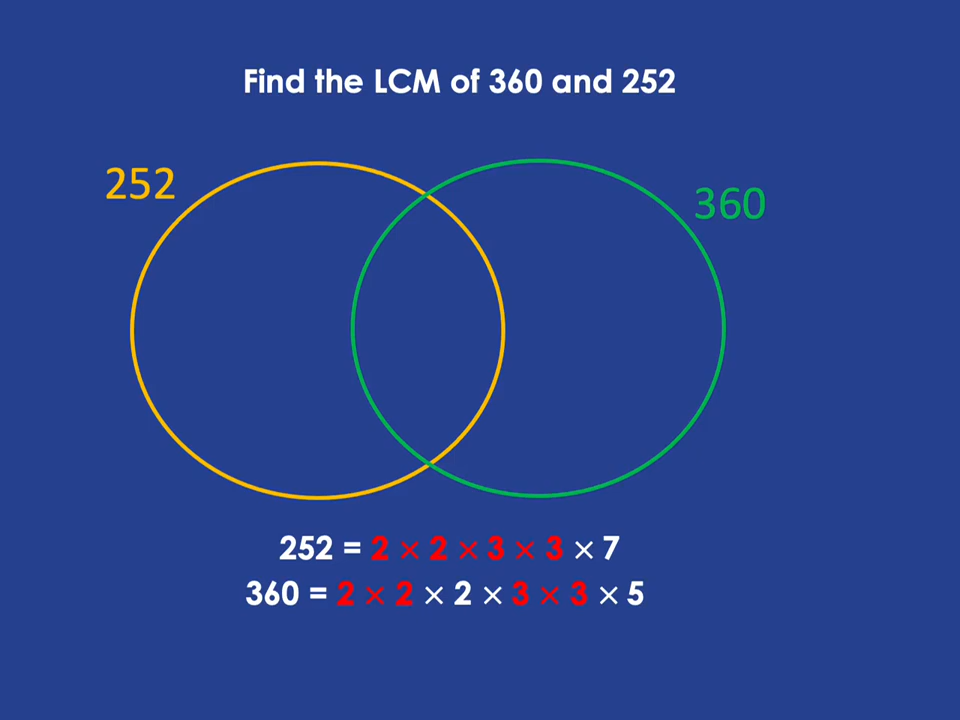 Find the LCM of 360 and 252
252
360
252 = 2 × 2 × 3 × 3 × 7
360 = 2 × 2 × 2 × 3 × 3 × 5